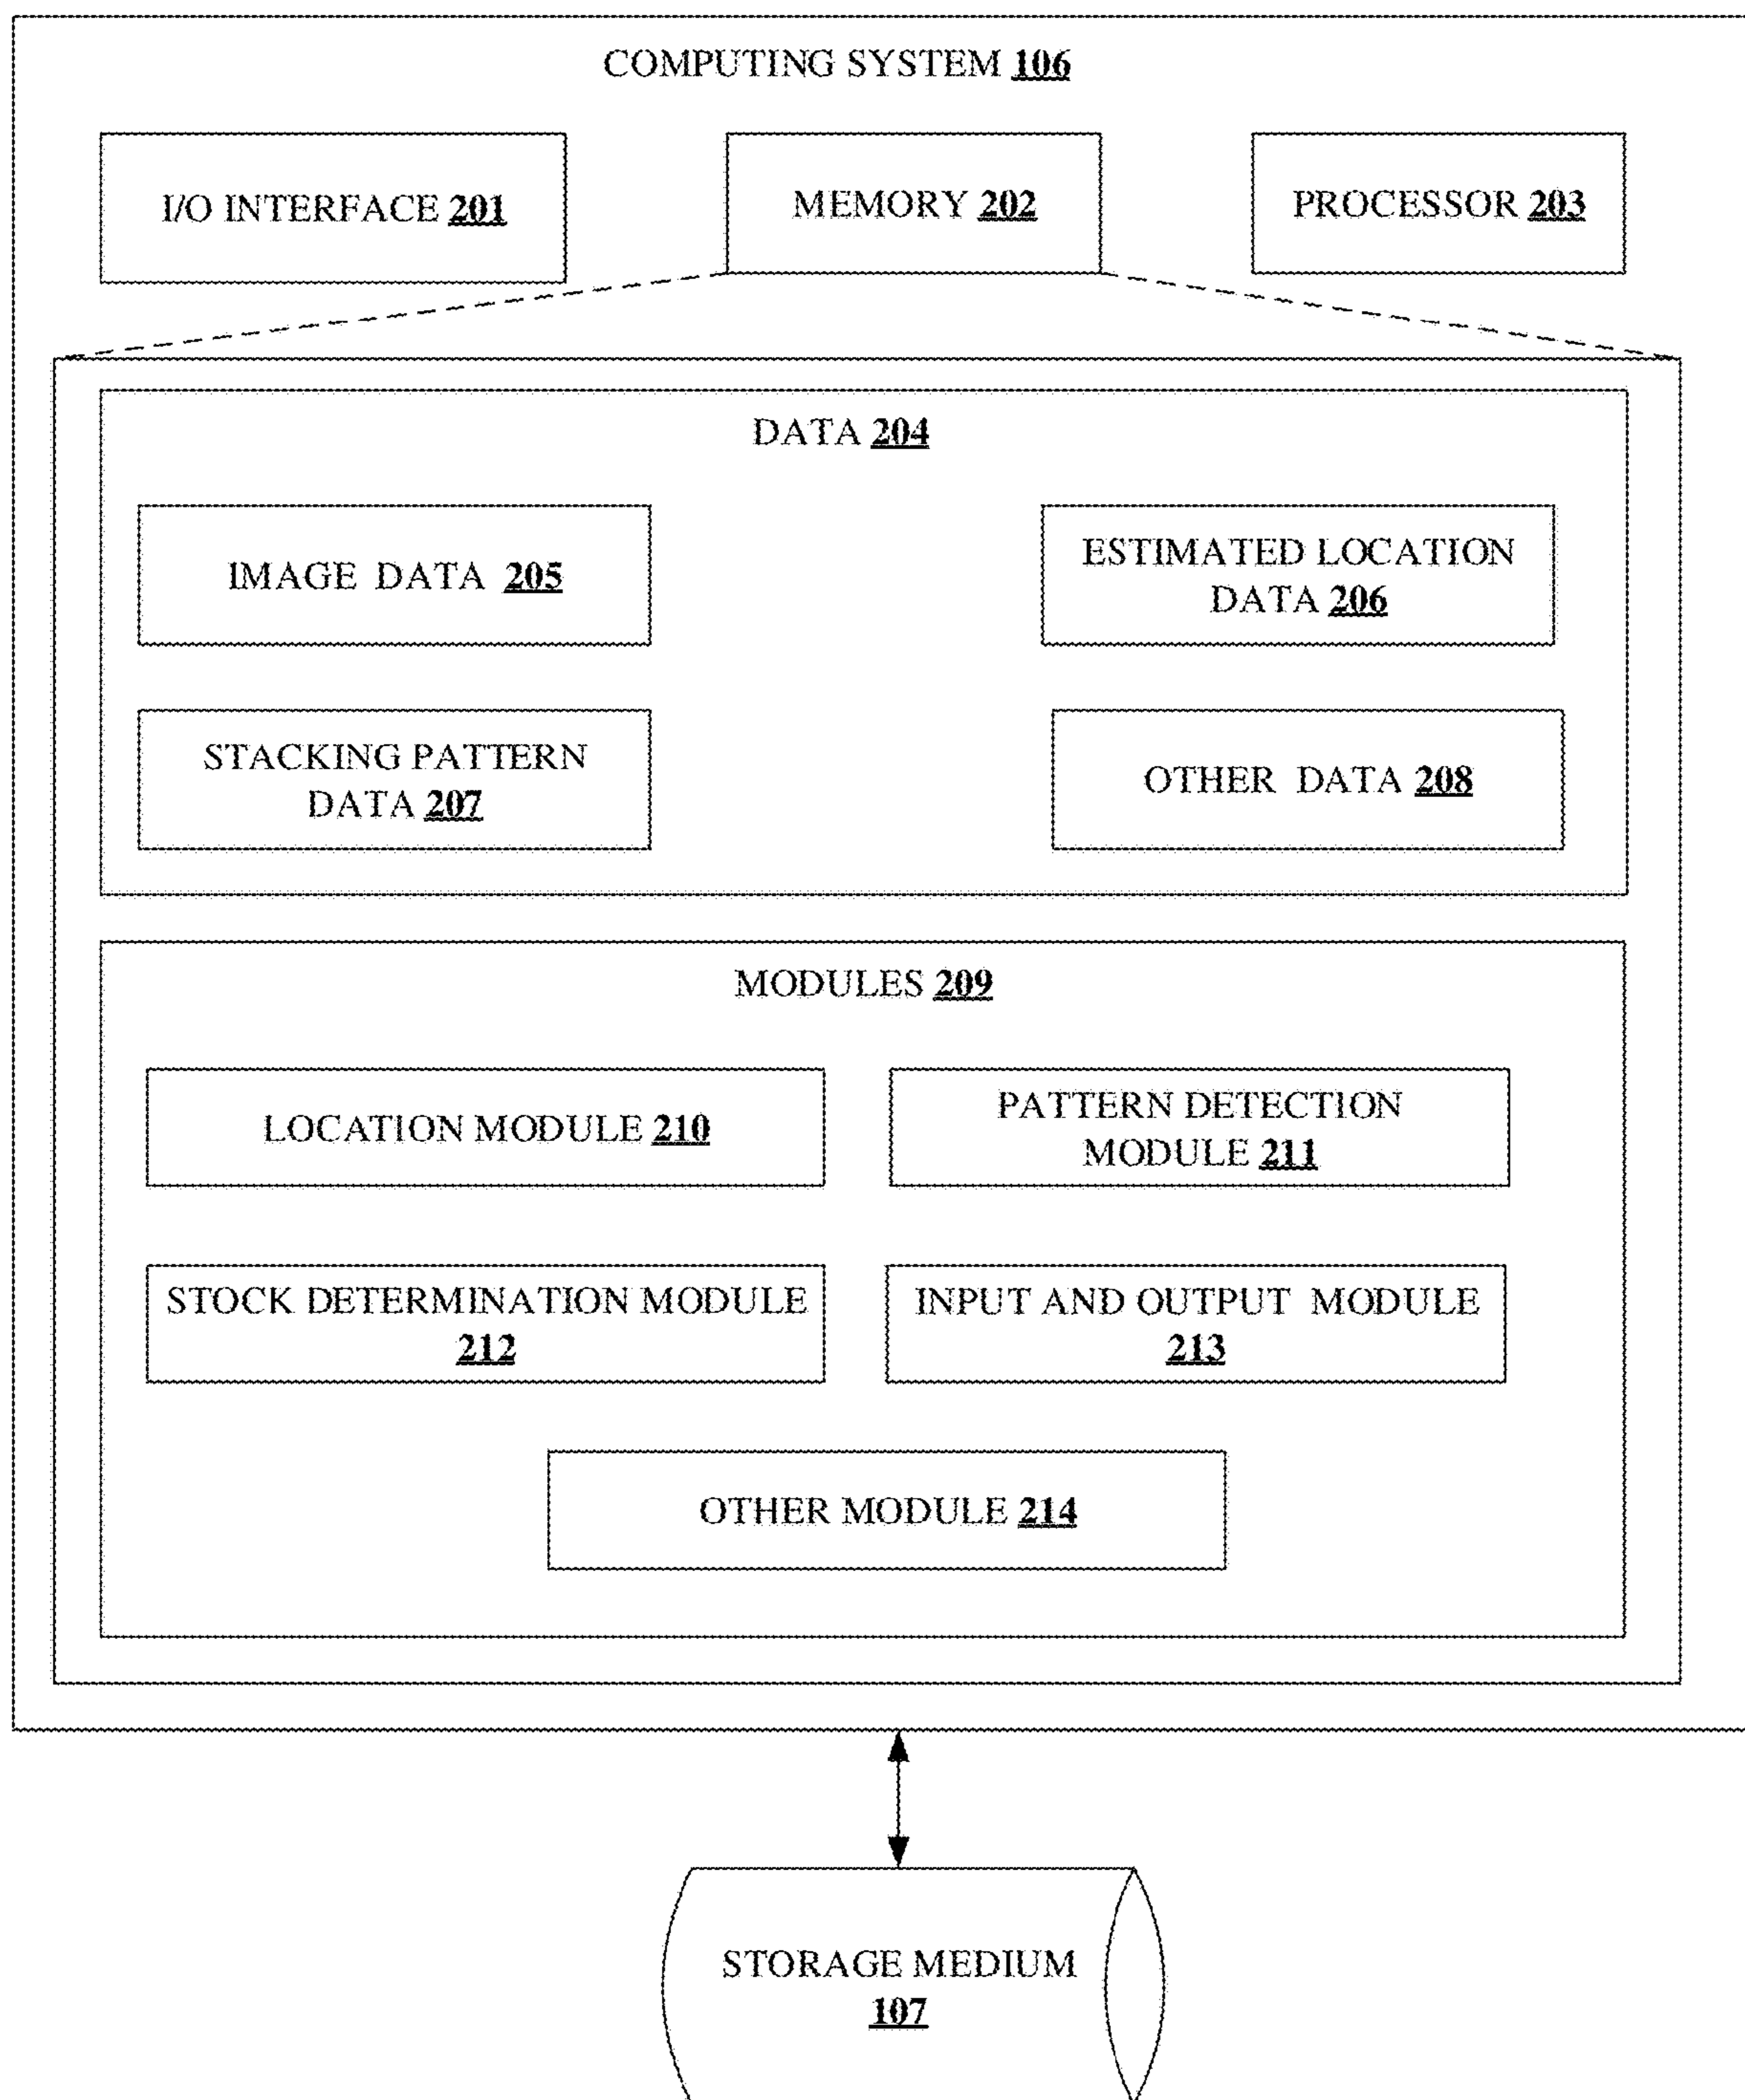 COMPUTING SYSTEM 106
I/O INTERFACE 201
MEMORY 202
PROCESSOR 203
DATA 204
IMAGE DATA 205
ESTIMATED LOCATION
DATA 206
STACKING PATTERN
DATA 207
OTHER DATA 208
MODULES 209
LOCATION MODULE 210
PATTERN DETECTION
MODULE 211
STOCK DETERMINATION MODULE
212
INPUT AND OUTPUT MODULE
213
OTHER MODULE 214
STORAGE MEDIUM
107